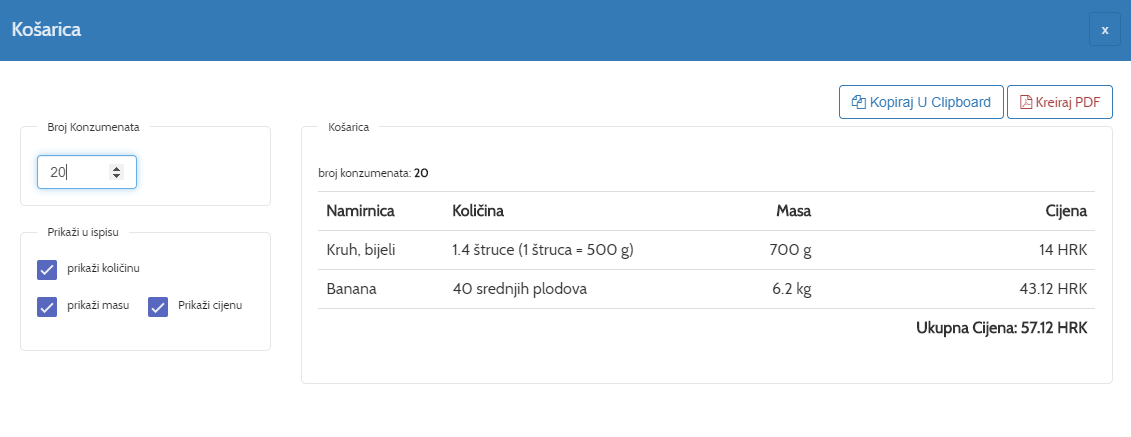 Košarica
x
Kopiraj U Clipboard
Kreiraj PDF
Broj Konzumenata
20
Prikaži u ispisu
prikaži količinu
prikaži masu Prikaži cijenu
Košarica
broj konzumenata: 20
Namirnica Količina Masa Cijena
Kruh, bijeli 1.4 štruce (1 štruca = 500 g) 700 g 14 HRK
Banana 40 srednjih plodova 6.2 kg 43.12 HRK
Ukupna Cijena: 57.12 HRK